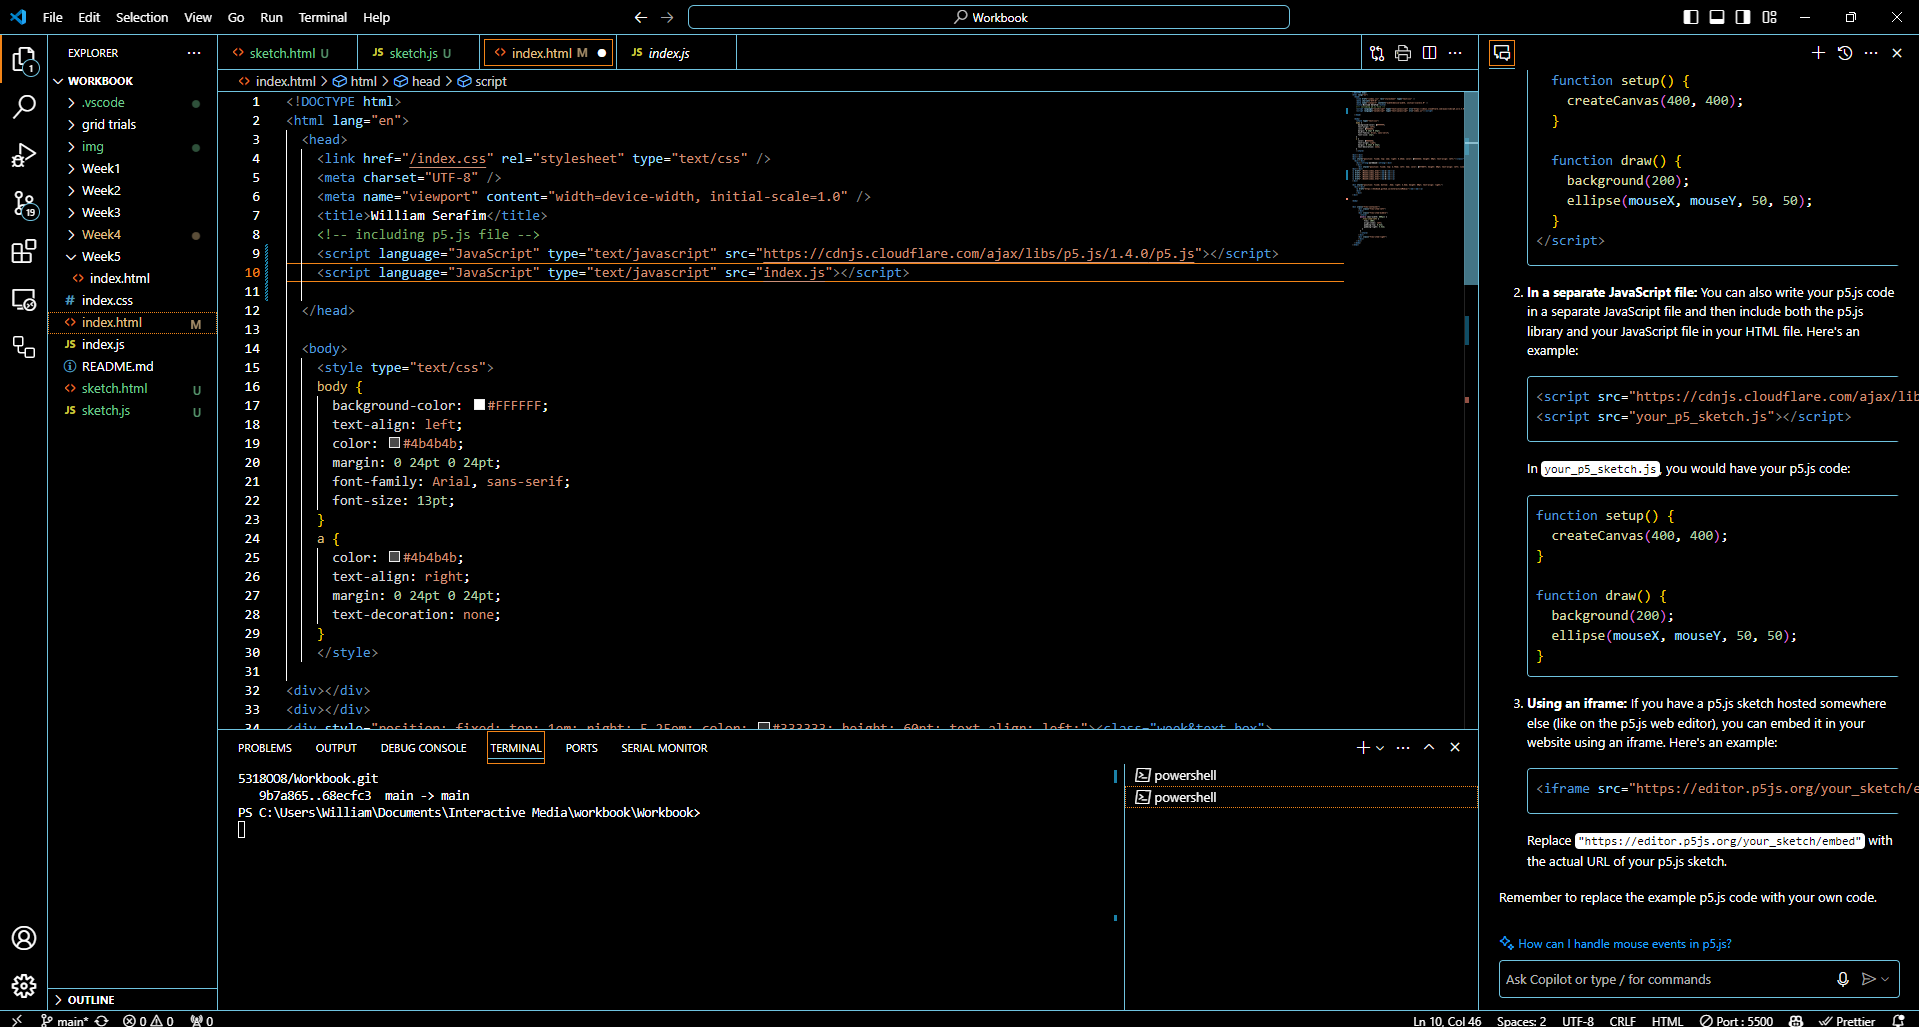 File Edit Selection View Go Run Terminal Help
Workbook
EXPLORER
WORKBOOK
.vscode
grid trials
img
Week1
Week2
Week3
Week4
Week5
index.html
index.css
index.html M
index.js
README.md
sketch.html U
sketch.js U
OUTLINE
1
19
sketch.html U
sketch.js U
index.html M
index.js
index.html > html > head > script
1 <!DOCTYPE html>
2 <html lang="en">
3 <head>
4 <link href="/index.css" rel="stylesheet" type="text/css" />
5 <meta charset="UTF-8" />
6 <meta name="viewport" content="width=device-width, initial-scale=1.0" />
7 <title>William Serafim</title>
8 <!-- including p5.js file -->
9 <script language="JavaScript" type="text/javascript" src="https://cdnjs.cloudflare.com/ajax/libs/p5.js/1.4.0/p5.js"></script>
10 <script language="JavaScript" type="text/javascript" src="index.js"></script>
11
12 </head>
13
14 <body>
15 <style type="text/css">
16 body {
17 background-color: #FFFFFF;
18 text-align: left;
19 color: #4b4b4b;
20 margin: 0 24pt 0 24pt;
21 font-family: Arial, sans-serif;
22 font-size: 13pt;
23 }
24 a {
25 color: #4b4b4b;
26 text-align: right;
27 margin: 0 24pt 0 24pt;
28 text-decoration: none;
29 }
30 </style>
31
32 <div></div>
33 <div></div>
34 <div style="position: fixed; top: 1em; right: 5.25em; color: #333333; height: 60pt; text-align: left;"><class="week&text_box">
PROBLEMS OUTPUT DEBUG CONSOLE TERMINAL PORTS SERIAL MONITOR
5318008/Workbook.git
9b7a865..68ecfc3 main -> main
PS C:\Users\William\Documents\Interactive Media\workbook\Workbook>
powershell
powershell
function setup() {
createCanvas(400, 400);
}
function draw() {
background(200);
ellipse(mouseX, mouseY, 50, 50);
}
</script>
2. In a separate JavaScript file: You can also write your p5.js code
in a separate JavaScript file and then include both the p5.js
library and your JavaScript file in your HTML file. Here's an
example:
<script src="https://cdnjs.cloudflare.com/ajax/lib
<script src="your_p5_sketch.js"></script>
In your_p5_sketch.js, you would have your p5.js code:
function setup() {
createCanvas(400, 400);
}
function draw() {
background(200);
ellipse(mouseX, mouseY, 50, 50);
}
3. Using an iframe: If you have a p5.js sketch hosted somewhere
else (like on the p5.js web editor), you can embed it in your
website using an iframe. Here's an example:
<iframe src="https://editor.p5js.org/your_sketch/e
Replace "https://editor.p5js.org/your_sketch/embed" with
the actual URL of your p5.js sketch.
Remember to replace the example p5.js code with your own code.
How can I handle mouse events in p5.js?
Ask Copilot or type / for commands
main* 0 0 0
Ln 10, Col 46 Spaces: 2 UTF-8 CRLF HTML Port : 5500 Prettier